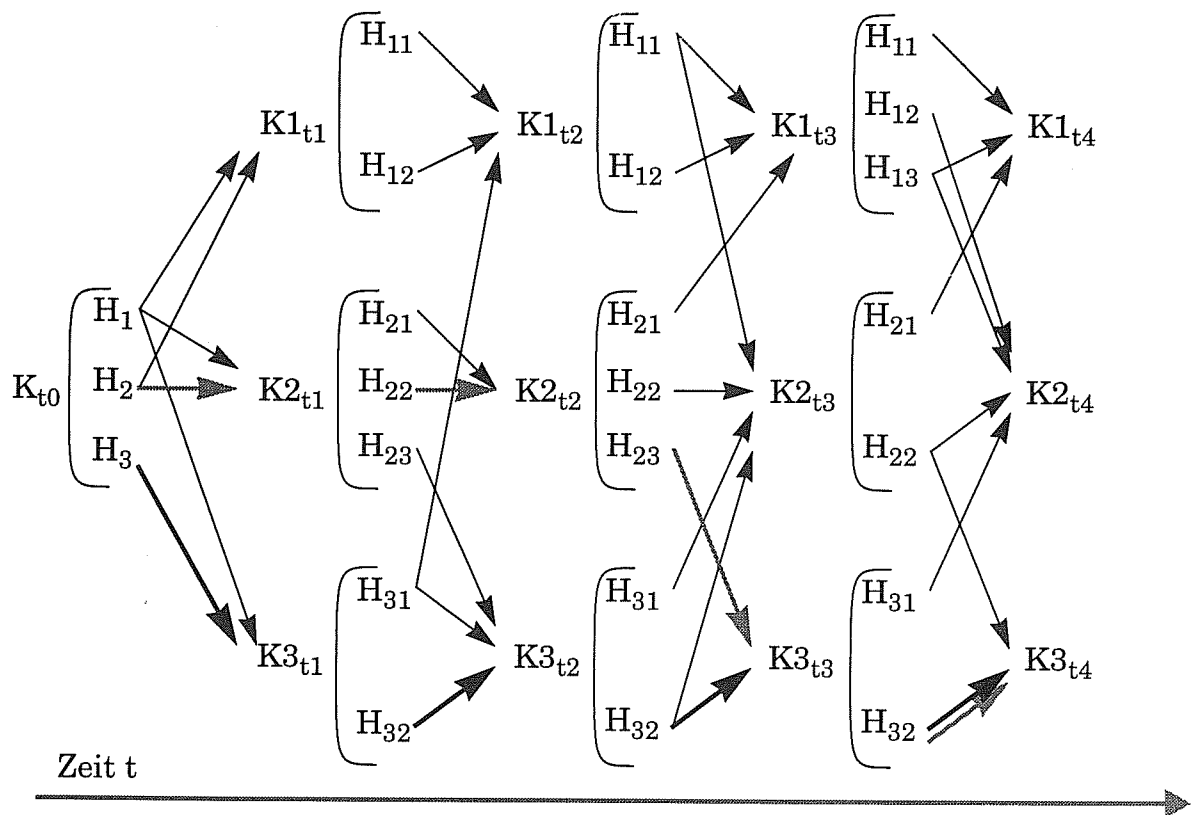 H₁₁ H₁₁ H₁₁
H₁₂
K1ₜ₁ K1ₜ₂ K1ₜ₃ K1ₜ₄
H₁₂ H₁₂ H₁₃
H₁ H₂₁ H₂₁ H₂₁
Kₜ₀ H₂ K2ₜ₁ H₂₂ K2ₜ₂ H₂₂ K2ₜ₃ K2ₜ₄
H₃ H₂₃ H₂₃ H₂₂
H₃₁ H₃₁ H₃₁
K3ₜ₁ K3ₜ₂ K3ₜ₃ K3ₜ₄
H₃₂ H₃₂ H₃₂
Zeit t